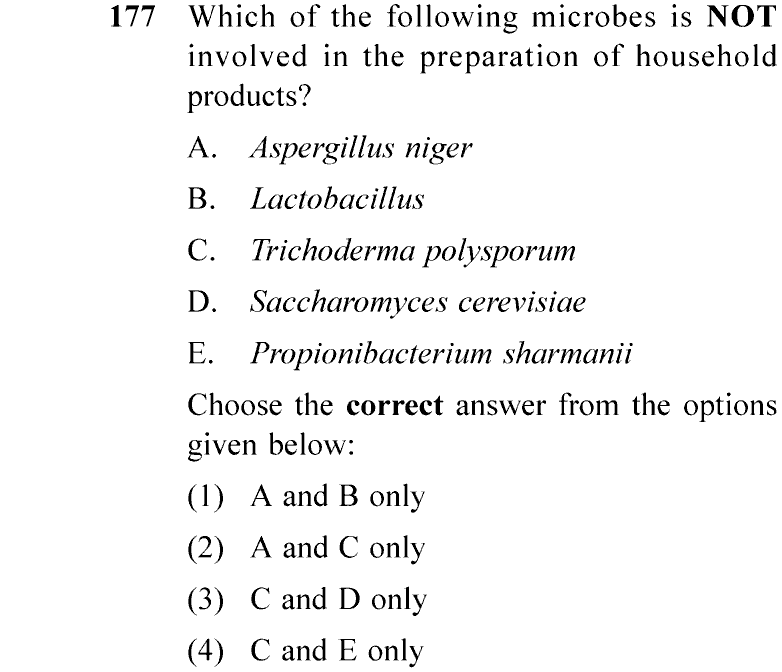 177 Which of the following microbes is NOT
involved in the preparation of household
products?
A. Aspergillus niger
B. Lactobacillus
C. Trichoderma polysporum
D. Saccharomyces cerevisiae
E. Propionibacterium sharmanii
Choose the correct answer from the options
given below:
(1) A and B only
(2) A and C only
(3) C and D only
(4) C and E only